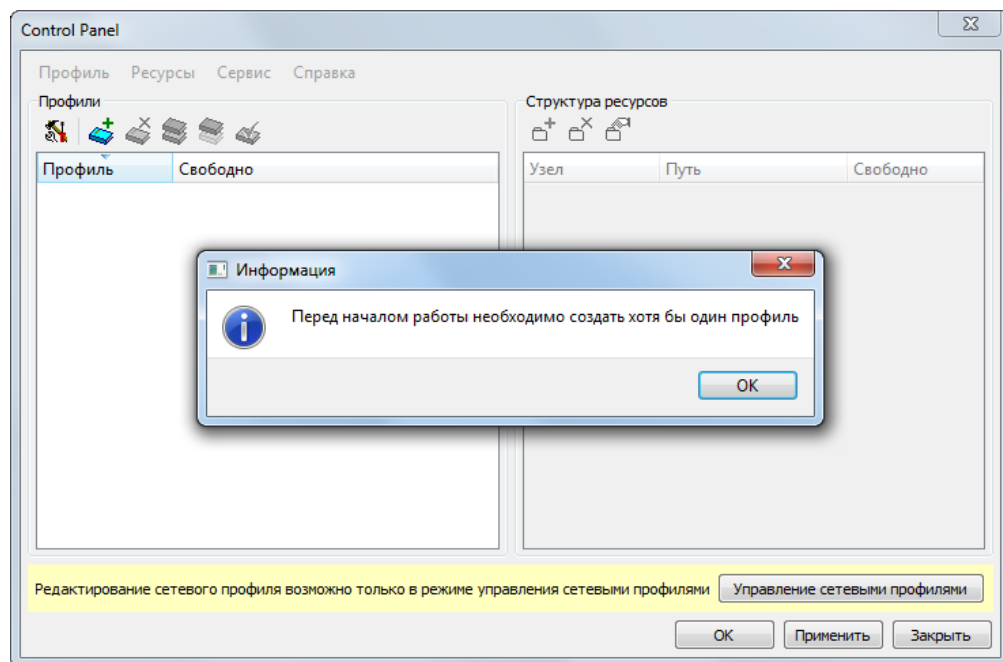 Control Panel
Профиль Ресурсы Сервис Справка
Профили
Структура ресурсов
Профиль Свободно
Узел Путь Свободно
Информация
Перед началом работы необходимо создать хотя бы один профиль
OK
Редактирование сетевого профиля возможно только в режиме управления сетевыми профилями
Управление сетевыми профилями
OK Применить Закрыть